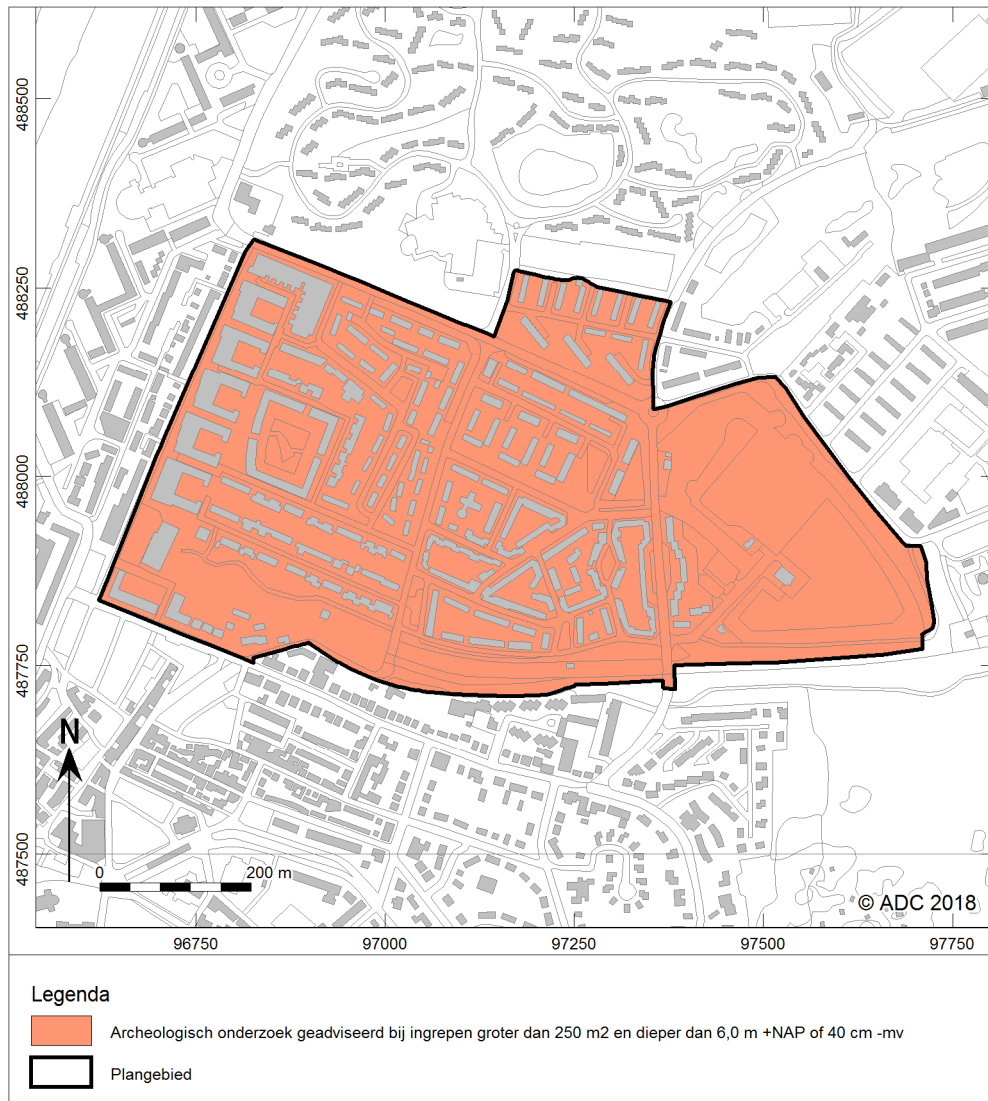 488500
488250
488000
487750
487500
N
0
200 m
© ADC 2018
96750
97000
97250
97500
97750
Legenda
Archeologisch onderzoek geadviseerd bij ingrepen groter dan 250 m2 en dieper dan 6,0 m +NAP of 40 cm -mv
Plangebied